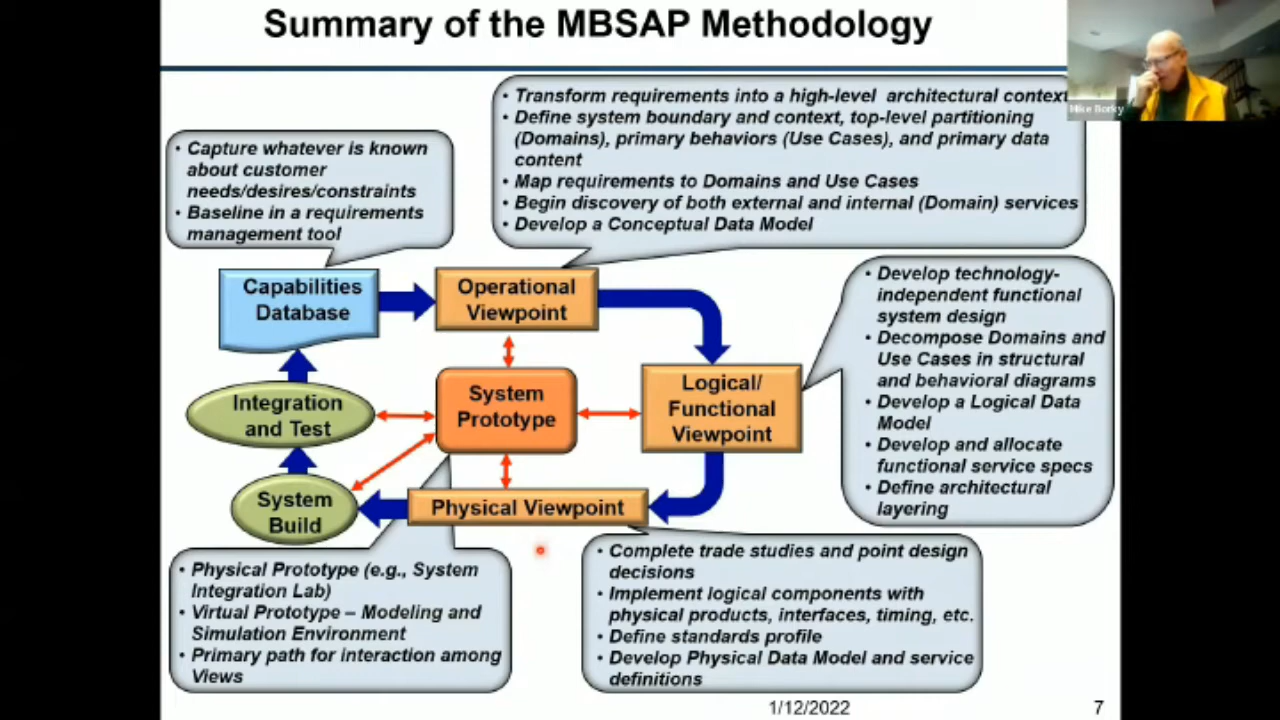 Summary of the MBSAP Methodology
Mike Borky
• Transform requirements into a high-level architectural context
• Define system boundary and context, top-level partitioning
(Domains), primary behaviors (Use Cases), and primary data
content
• Map requirements to Domains and Use Cases
• Begin discovery of both external and internal (Domain) services
• Develop a Conceptual Data Model
• Capture whatever is known
about customer
needs/desires/constraints
• Baseline in a requirements
management tool
Capabilities
Database
Operational
Viewpoint
• Develop technology-
independent functional
system design
• Decompose Domains and
Use Cases in structural
and behavioral diagrams
• Develop a Logical Data
Model
• Develop and allocate
functional service specs
• Define architectural
layering
Logical/
Functional
Viewpoint
System
Prototype
Integration
and Test
System
Build
Physical Viewpoint
• Physical Prototype (e.g., System
Integration Lab)
• Virtual Prototype – Modeling and
Simulation Environment
• Primary path for interaction among
Views
• Complete trade studies and point design
decisions
• Implement logical components with
physical products, interfaces, timing, etc.
• Define standards profile
• Develop Physical Data Model and service
definitions
1/12/2022
7